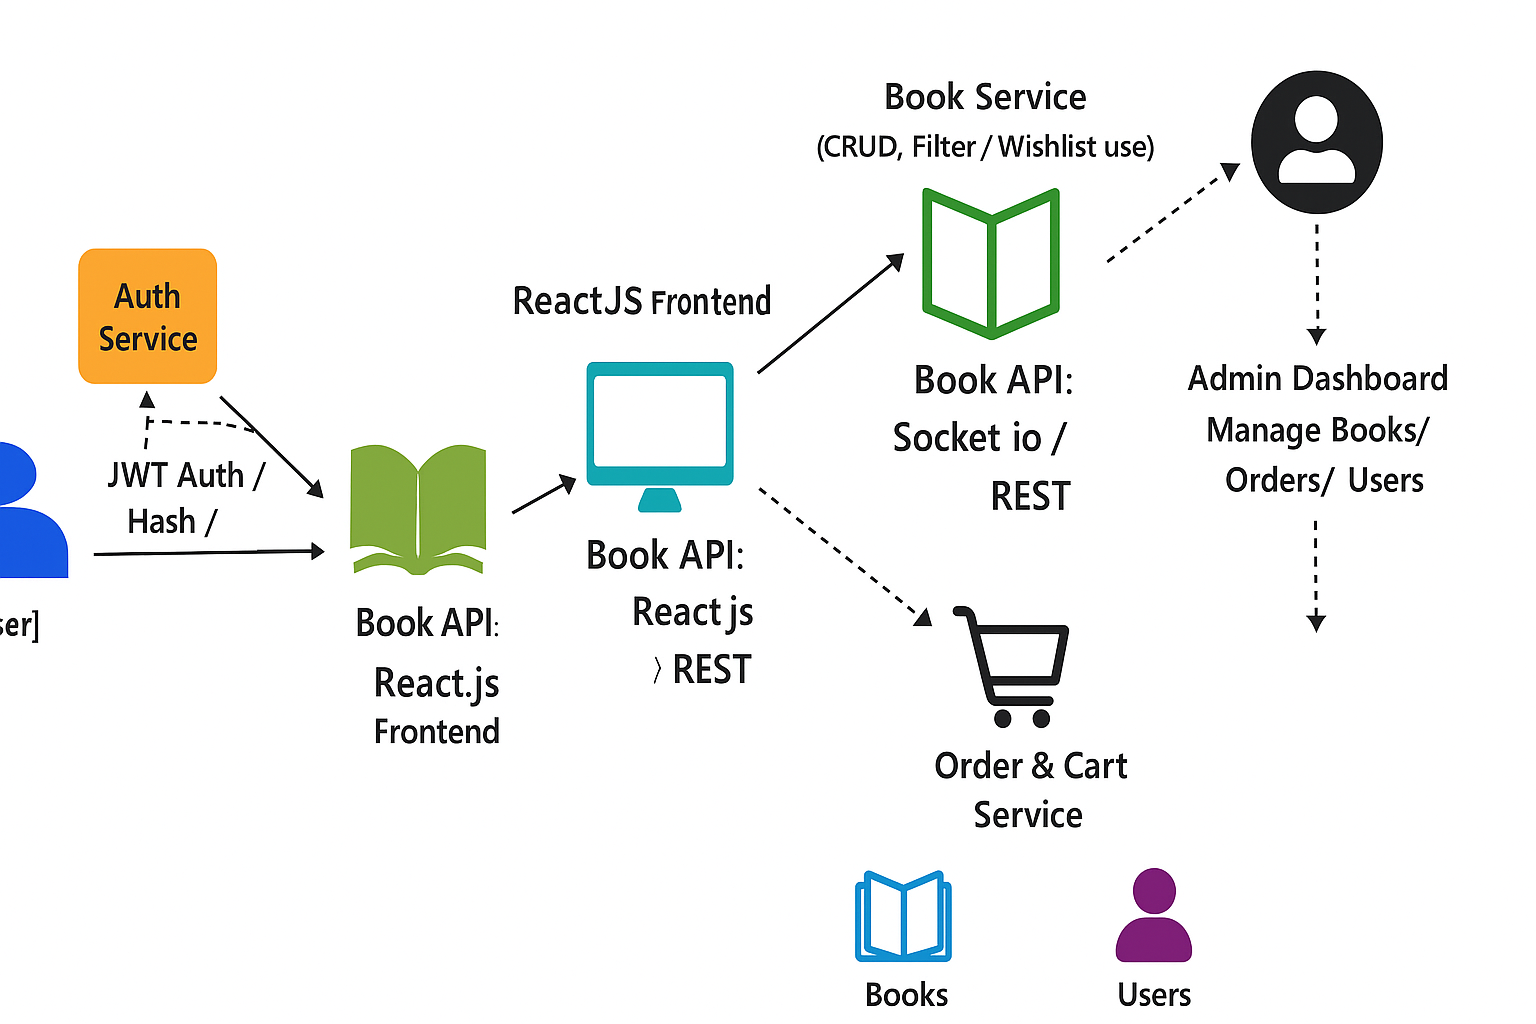 Book Service
(CRUD, Filter / Wishlist use)
Auth
Service
ReactJS Frontend
JWT Auth /
Hash /
ser]
Book API:
React.js
Frontend
Book API:
React js
〉REST
Book API:
Socket io /
REST
Admin Dashboard
Manage Books/
Orders/ Users
Order & Cart
Service
Books
Users